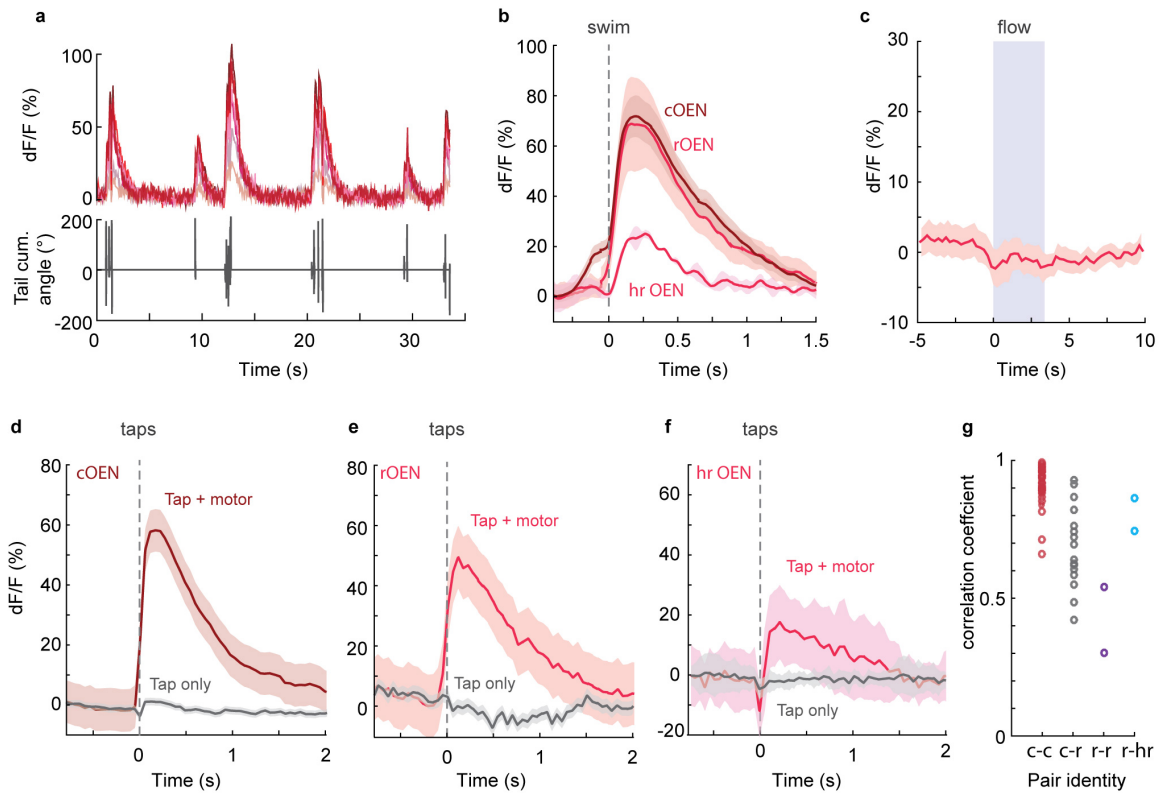 a
100
50
0
dF/F (%)
200
0
-200
Tail cum.
angle (°)
0
10
20
30
Time (s)
b
swim
100
80
60
40
20
0
dF/F (%)
cOEN
rOEN
hr OEN
0
0.5
1
1.5
Time (s)
c
flow
30
20
10
0
-10
dF/F (%)
-5
0
5
10
Time (s)
d
taps
80
60
40
20
0
dF/F (%)
cOEN
Tap + motor
Tap only
0
1
2
Time (s)
e
taps
80
60
40
20
0
rOEN
Tap + motor
Tap only
0
1
2
Time (s)
f
taps
80
60
40
20
0
-20
hr OEN
Tap + motor
Tap only
0
1
2
Time (s)
g
1
0.5
0
correlation coeffcient
c-c
c-r
r-r
r-hr
Pair identity